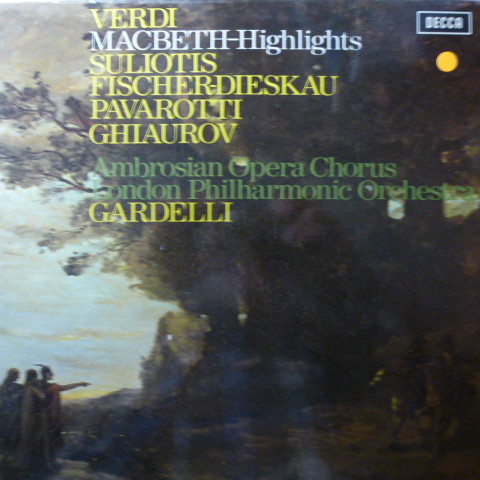 VERDI
DECCA
MACBETH-Highlights
SULIOTIS
FISCHER-DIESKAU
PAVAROTTI
GHIAUROV
Ambrosian Opera Chorus
London Philharmonic Orchestra
GARDELLI